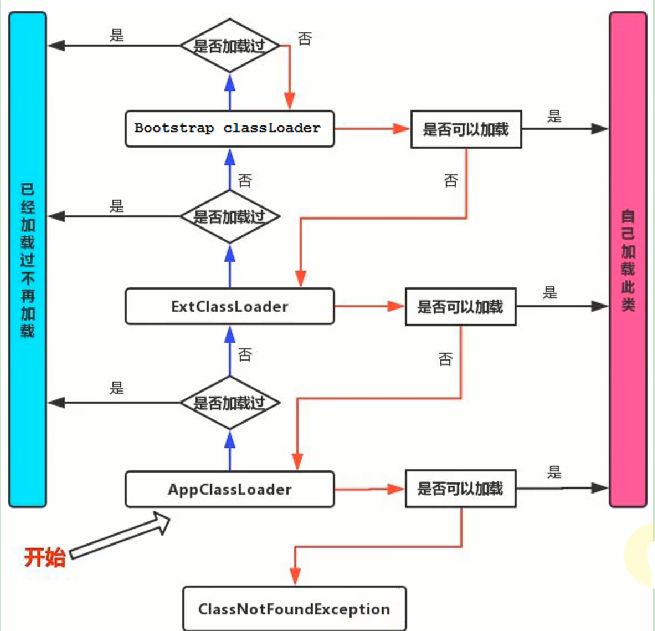 是
是否加载过
否
Bootstrap classLoader
是否可以加载
是
否
否
是
是否加载过
已经加载过不再加载
自己加载此类
ExtClassLoader
是否可以加载
是
否
否
是
是否加载过
AppClassLoader
是否可以加载
是
开始
ClassNotFoundException